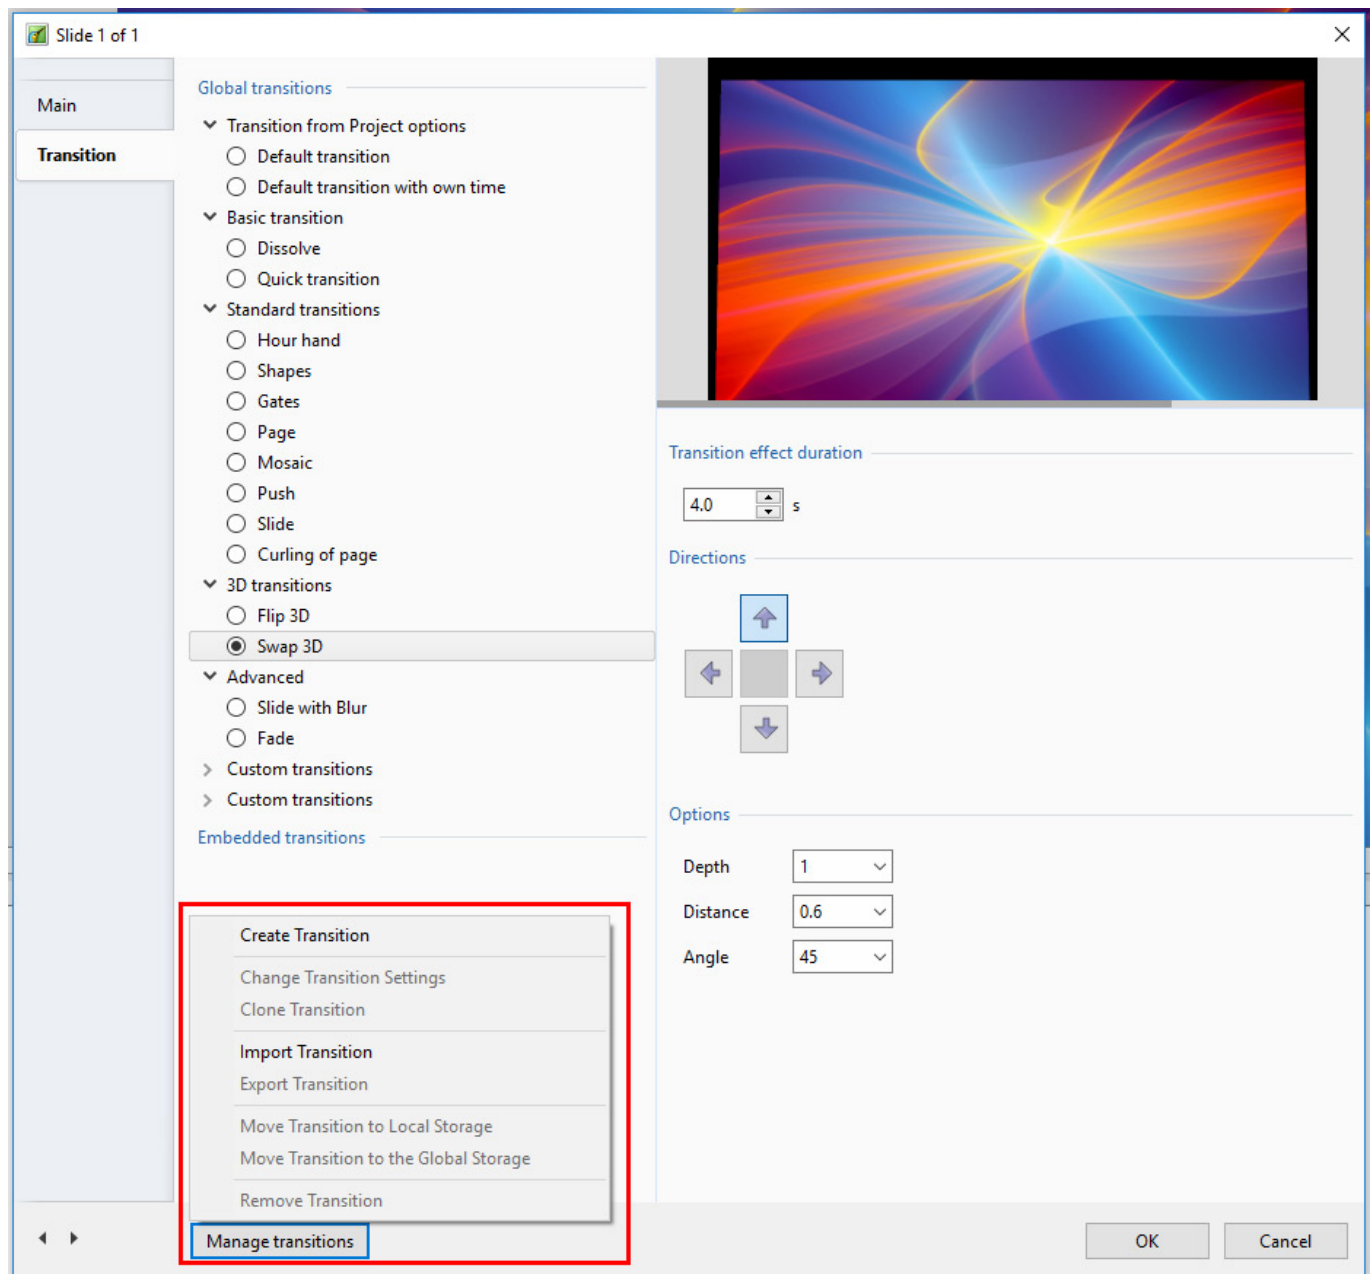 Slide 1 of 1
Main
Transition
Global transitions
Transition from Project options
Default transition
Default transition with own time
Basic transition
Dissolve
Quick transition
Standard transitions
Hour hand
Shapes
Gates
Page
Mosaic
Push
Slide
Curling of page
3D transitions
Flip 3D
Swap 3D
Advanced
Slide with Blur
Fade
Custom transitions
Custom transitions
Embedded transitions
Create Transition
Change Transition Settings
Clone Transition
Import Transition
Export Transition
Move Transition to Local Storage
Move Transition to the Global Storage
Remove Transition
Manage transitions
Transition effect duration
4.0 s
Directions
Options
Depth 1
Distance 0.6
Angle 45
OK Cancel